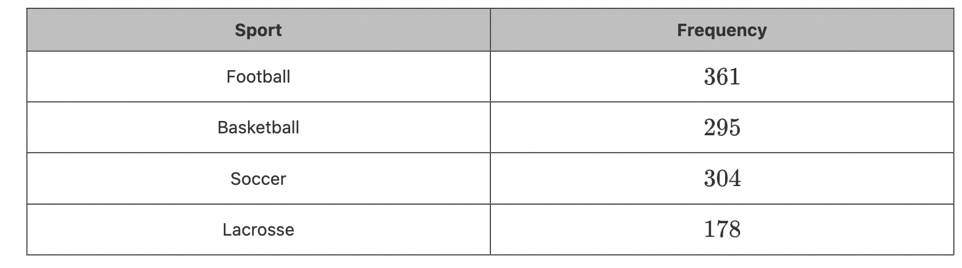 Sport Frequency
Football 361
Basketball 295
Soccer 304
Lacrosse 178